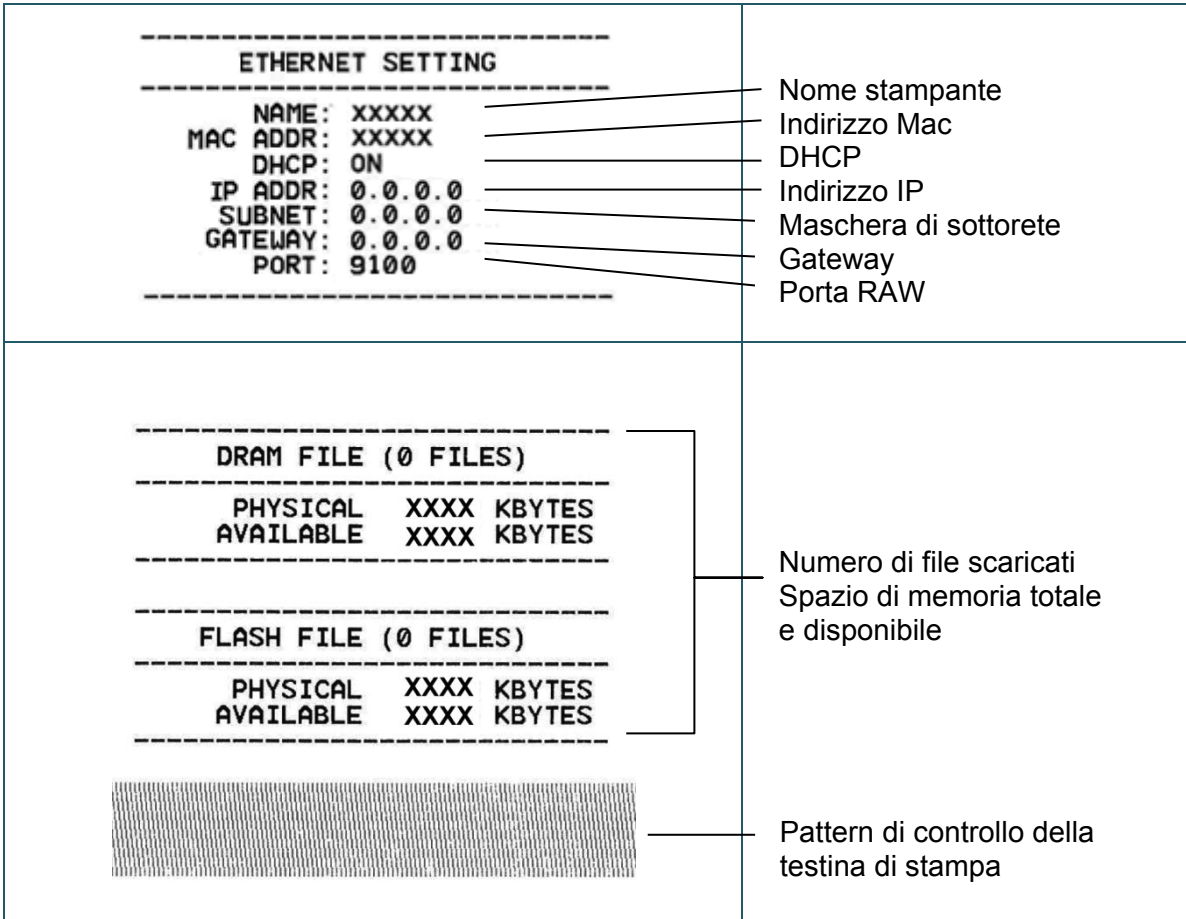 ETHERNET SETTING
NAME: XXXXX
MAC ADDR: XXXXX
DHCP: ON
IP ADDR: 0.0.0.0
SUBNET: 0.0.0.0
GATEWAY: 0.0.0.0
PORT: 9100
Nome stampante
Indirizzo Mac
DHCP
Indirizzo IP
Maschera di sottorete
Gateway
Porta RAW
DRAM FILE (0 FILES)
PHYSICAL XXXX KBYTES
AVAILABLE XXXX KBYTES
FLASH FILE (0 FILES)
PHYSICAL XXXX KBYTES
AVAILABLE XXXX KBYTES
Numero di file scaricati
Spazio di memoria totale
e disponibile
Pattern di controllo della
testina di stampa